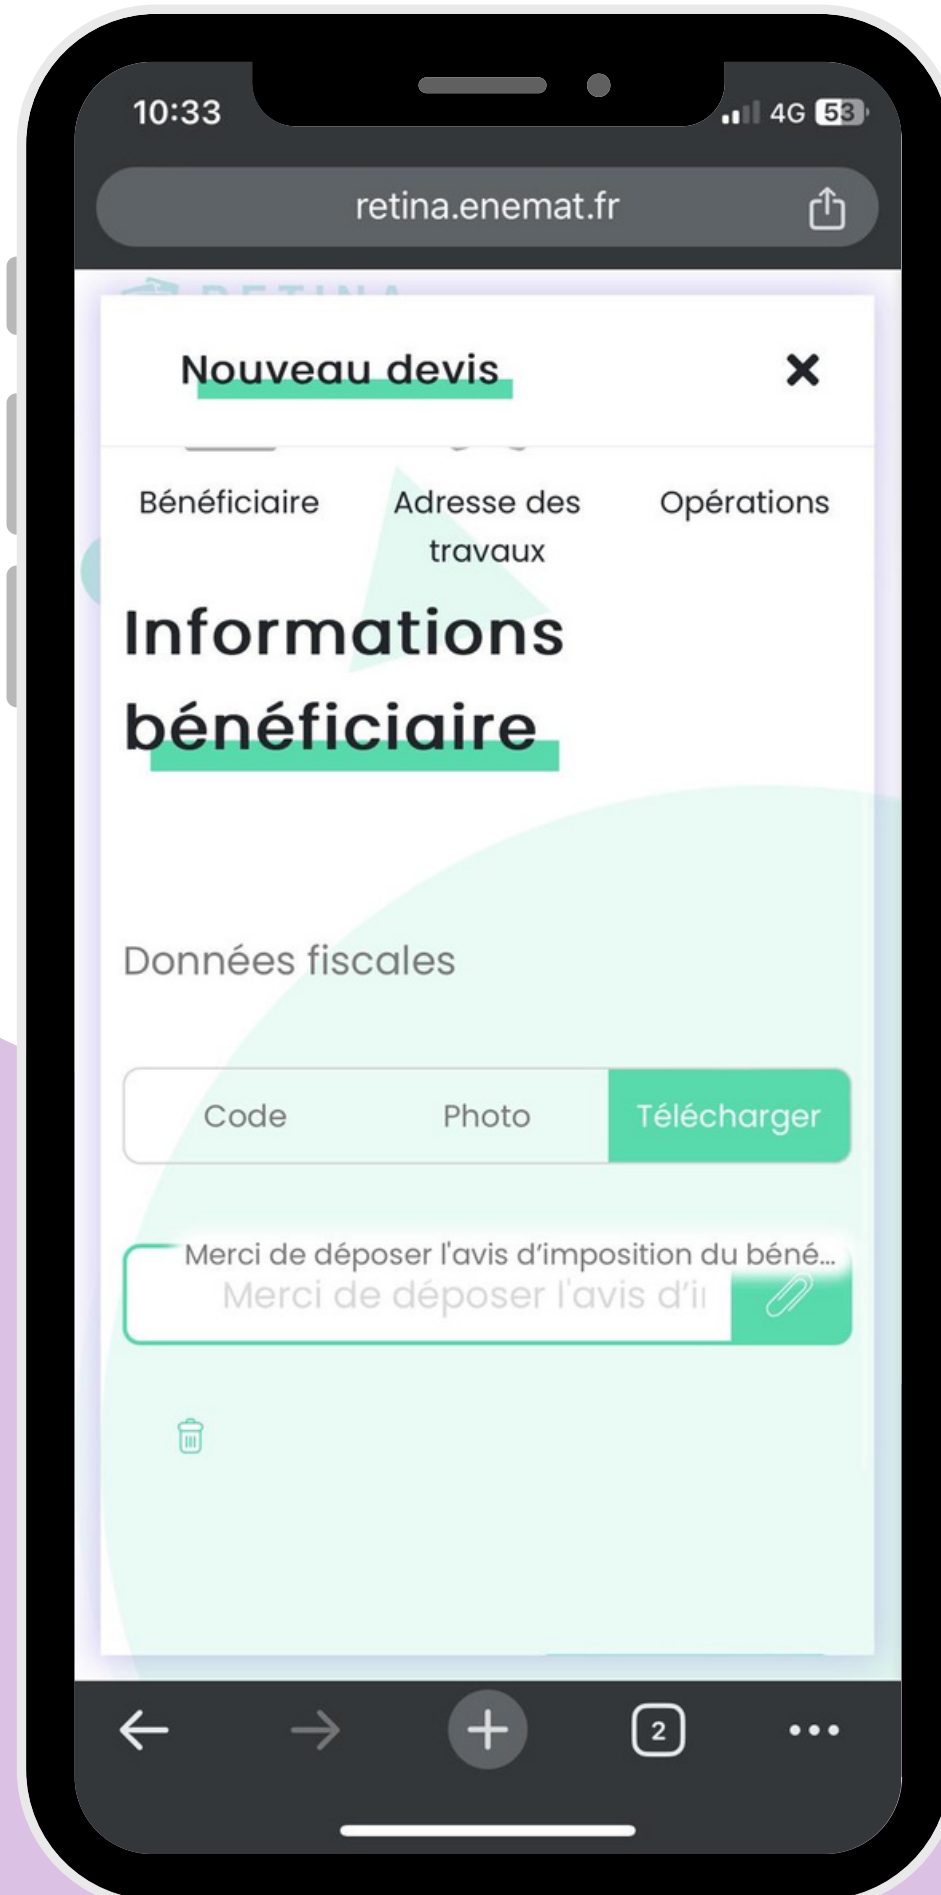 10:33
4G 53
retina.enemat.fr
RETINA
Nouveau devis
Bénéficiaire
Adresse des
travaux
Opérations
Informations
bénéficiaire
Données fiscales
Code
Photo
Télécharger
Merci de déposer l'avis d’imposition du béné...
Merci de déposer l'avis d’i
2